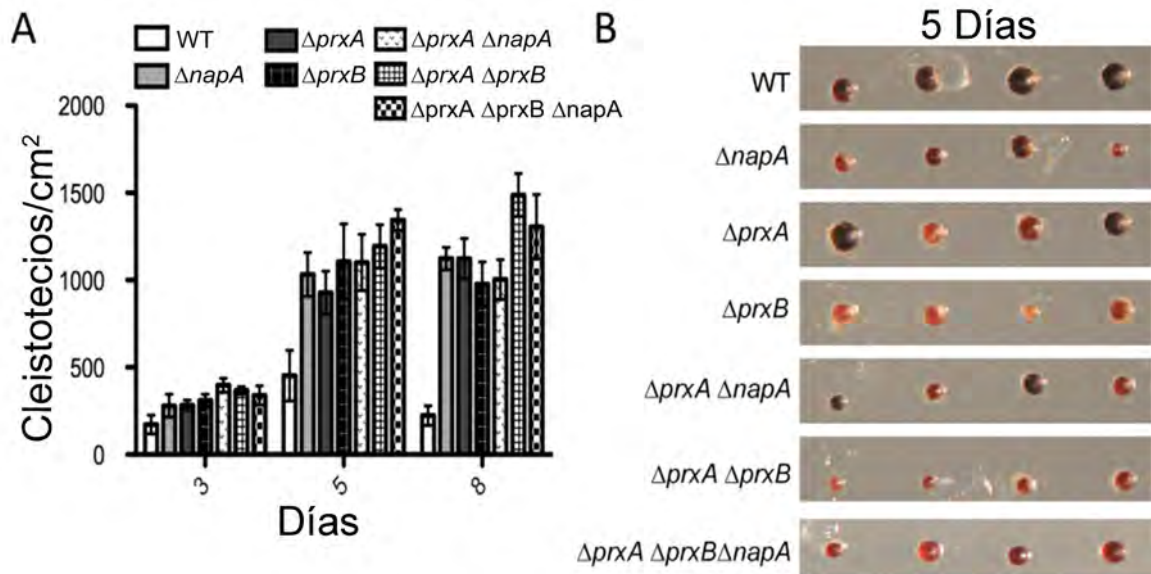 A
WT
ΔprxA
ΔprxA ΔnapA
ΔnapA
ΔprxB
ΔprxA ΔprxB
ΔprxA ΔprxB ΔnapA
Cleistotecios/cm²
2000
1500
1000
500
0
3
5
8
Días
B
5 Días
WT
ΔnapA
ΔprxA
ΔprxB
ΔprxA ΔnapA
ΔprxA ΔprxB
ΔprxA ΔprxBΔnapA